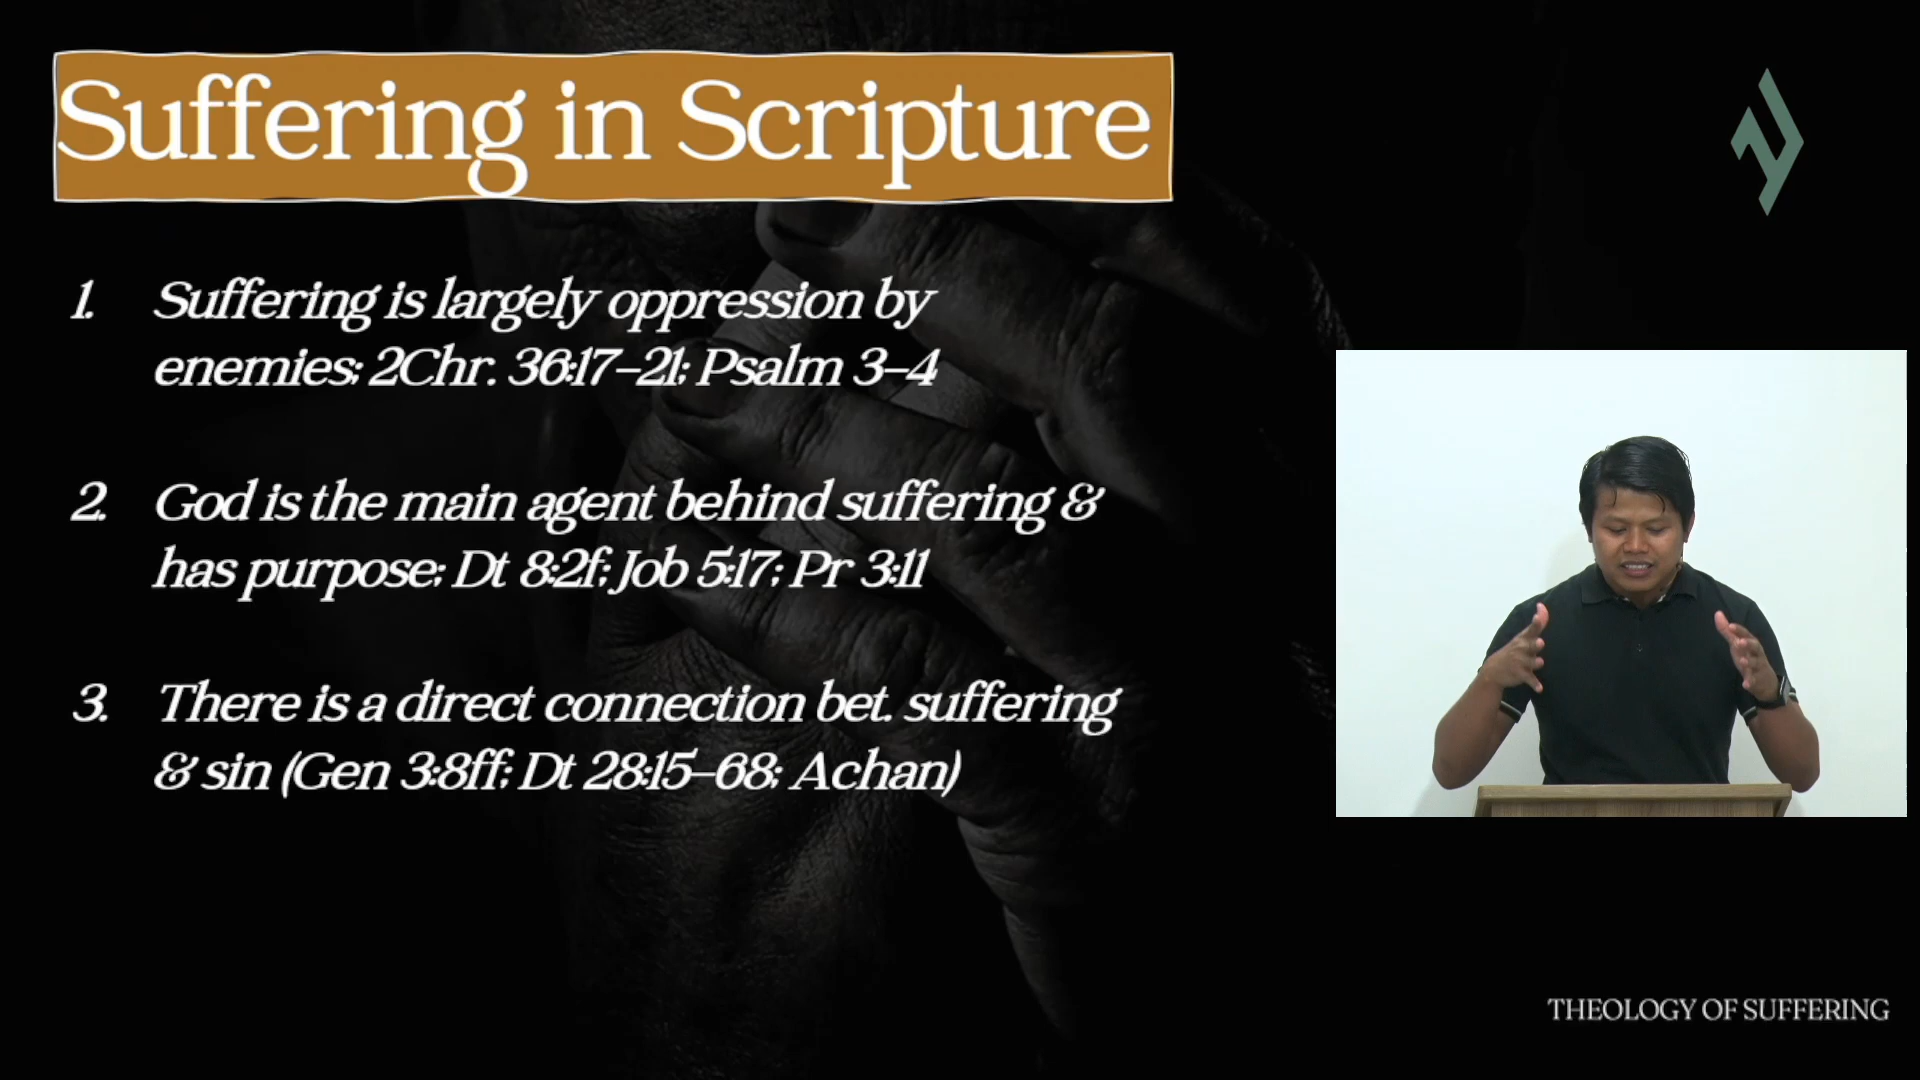 Suffering in Scripture
1. Suffering is largely oppression by
enemies; 2Chr. 36:17-21; Psalm 3-4
2. God is the main agent behind suffering &
has purpose; Dt 8:2f; Job 5:17; Pr 3:11
3. There is a direct connection bet. suffering
& sin (Gen 3:8ff; Dt 28:15-68; Achan)
THEOLOGY OF SUFFERING